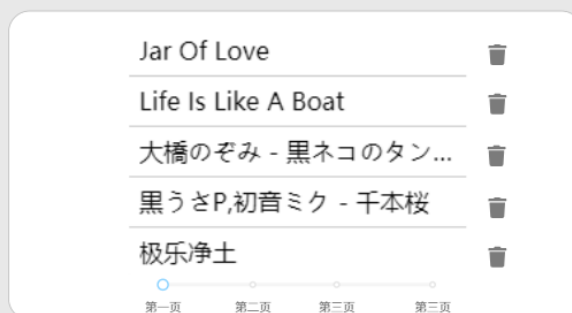 Jar Of Love
Life Is Like A Boat
大橋のぞみ - 黒ネコのタン...
黒うさP,初音ミク - 千本桜
极乐净土
第一页 第二页 第三页 第三页